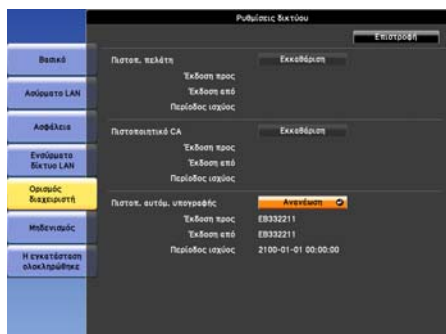 Ρυθμίσεις δικτύου
Επιστροφή
Βασικό
Ασύρματο LAN
Ασφάλεια
Ενσύρματο
δίκτυο LAN
Ορισμός
διαχειριστή
Μηδενισμός
Η εγκατάσταση
ολοκληρώθηκε
Πιστοπ. πελάτη Εκκαθάριση
Έκδοση προς
Έκδοση από
Περίοδος ισχύος
Πιστοποιητικό CA Εκκαθάριση
Έκδοση προς
Έκδοση από
Περίοδος ισχύος
Πιστοπ. αυτόμ. υπογραφής Ανανέωση
Έκδοση προς EB332211
Έκδοση από EB332211
Περίοδος ισχύος 2100-01-01 00:00:00